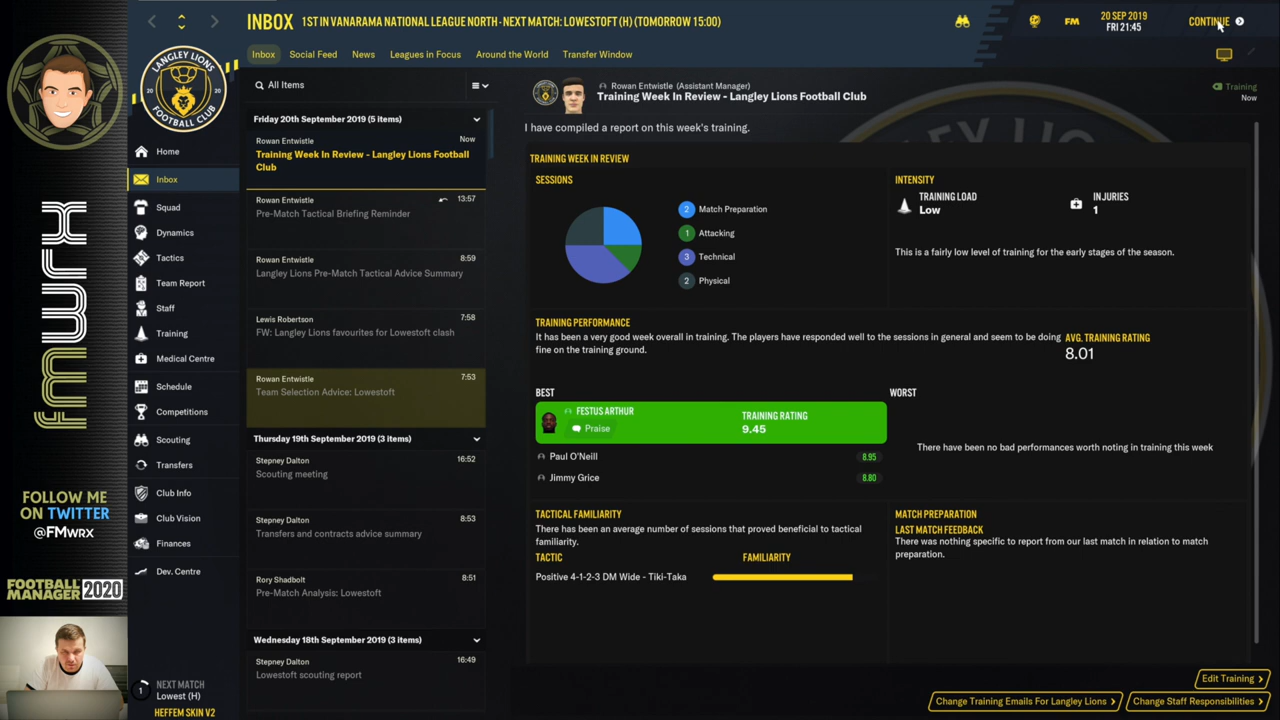 INBOX
1ST IN VANARAMA NATIONAL LEAGUE NORTH - NEXT MATCH: LOWESTOFT (H) (TOMORROW 15:00)
FM
20 SEP 2019
FRI 21:45
CONTINUE
Inbox
Social Feed
News
Leagues in Focus
Around the World
Transfer Window
LANGLEY LIONS
20 20
FOOTBALL CLUB
Home
Inbox
Squad
Dynamics
Tactics
Team Report
Staff
Training
Medical Centre
Schedule
Competitions
Scouting
Transfers
Club Info
Club Vision
Finances
Dev. Centre
1
NEXT MATCH
Lowest (H)
HEFFEM SKIN V2
FMWRX
FOLLOW ME
ON TWITTER
@FMwrx
FOOTBALL
MANAGER 2020
All Items
Friday 20th September 2019 (5 items)
Rowan Entwistle
Now
Training Week In Review - Langley Lions Football
Club
Rowan Entwistle
13:57
Pre-Match Tactical Briefing Reminder
Rowan Entwistle
8:59
Langley Lions Pre-Match Tactical Advice Summary
Lewis Robertson
7:58
FW: Langley Lions favourites for Lowestoft clash
Rowan Entwistle
7:53
Team Selection Advice: Lowestoft
Thursday 19th September 2019 (3 items)
Stepney Dalton
16:52
Scouting meeting
Stepney Dalton
8:53
Transfers and contracts advice summary
Rory Shadbolt
8:51
Pre-Match Analysis: Lowestoft
Wednesday 18th September 2019 (3 items)
Stepney Dalton
16:49
Lowestoft scouting report
Rowan Entwistle (Assistant Manager)
Training Week In Review - Langley Lions Football Club
Training
Now
I have compiled a report on this week's training.
TRAINING WEEK IN REVIEW
SESSIONS
2 Match Preparation
1 Attacking
3 Technical
2 Physical
INTENSITY
TRAINING LOAD
Low
INJURIES
1
This is a fairly low level of training for the early stages of the season.
TRAINING PERFORMANCE
It has been a very good week overall in training. The players have responded well to the sessions in general and seem to be doing
fine on the training ground.
AVG. TRAINING RATING
8.01
BEST
FESTUS ARTHUR
Praise
TRAINING RATING
9.45
Paul O'Neill
8.95
Jimmy Grice
8.80
WORST
There have been no bad performances worth noting in training this week
TACTICAL FAMILIARITY
There has been an average number of sessions that proved beneficial to tactical
familiarity.
TACTIC
FAMILIARITY
Positive 4-1-2-3 DM Wide - Tiki-Taka
MATCH PREPARATION
LAST MATCH FEEDBACK
There was nothing specific to report from our last match in relation to match
preparation.
Edit Training
Change Training Emails For Langley Lions
Change Staff Responsibilities